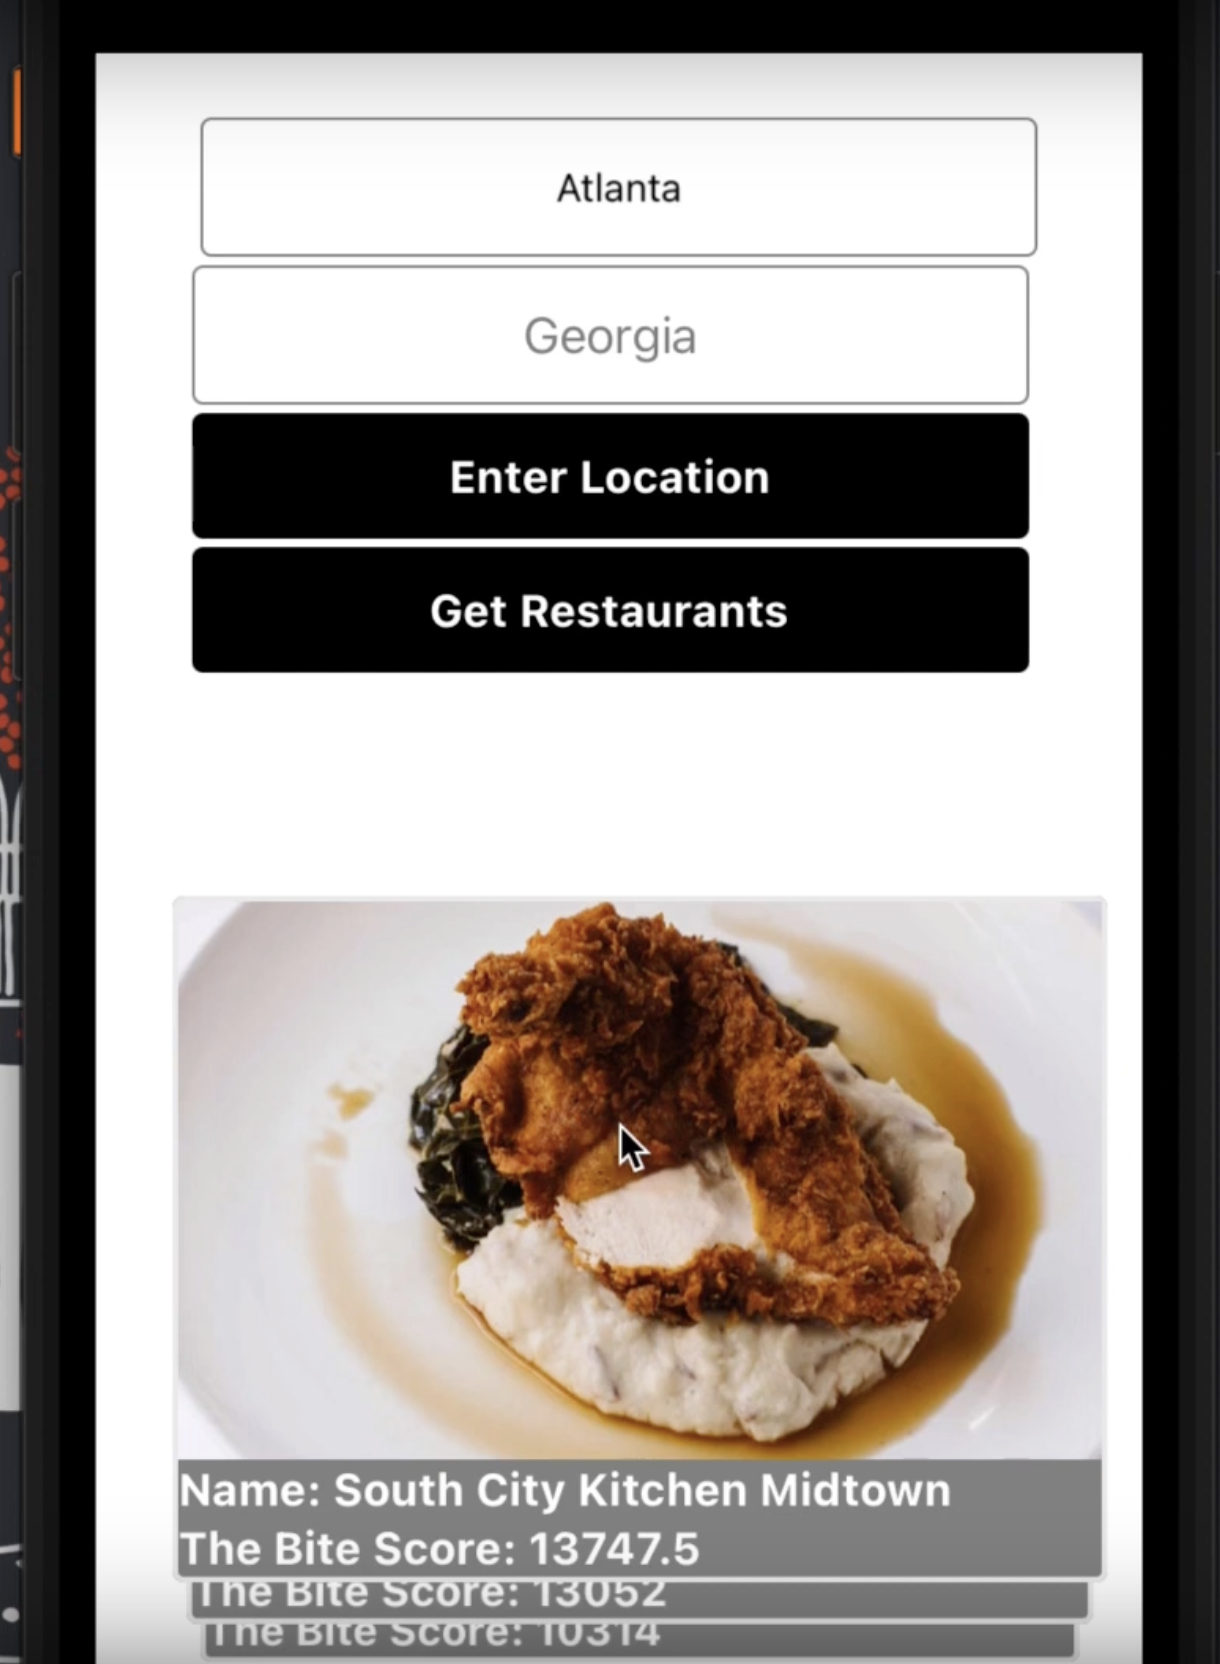 Atlanta
Georgia
Enter Location
Get Restaurants
Name: South City Kitchen Midtown
The Bite Score: 13747.5
The Bite Score: 13052
The Bite Score: 10314